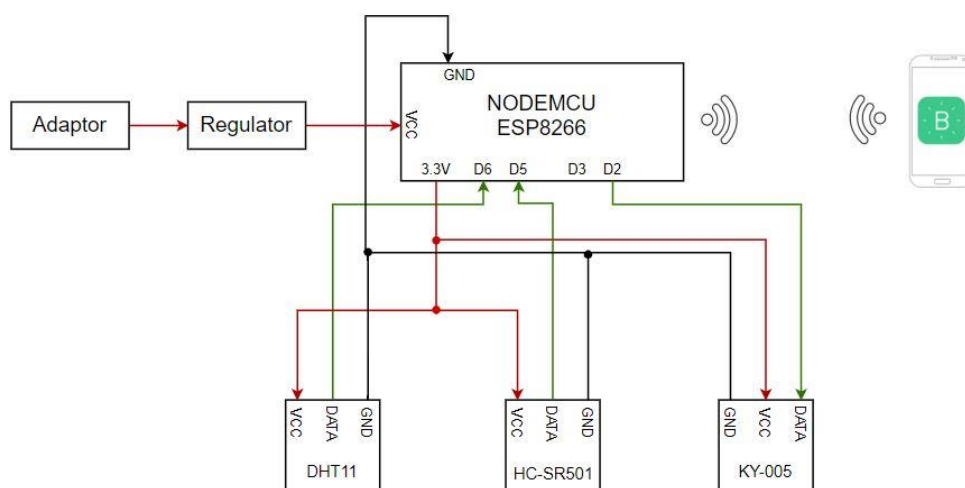 GND
NODEMCU
ESP8266
Adaptor
Regulator
VCC
3.3V D6 D5 D3 D2
B
VCC DATA GND
DHT11
VCC DATA GND
HC-SR501
GND VCC DATA
KY-005